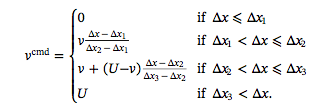 v^cmd = { 0 if Δx ⩽ Δx₁
v (Δx − Δx₁)/(Δx₂ − Δx₁) if Δx₁ < Δx ⩽ Δx₂
v + (U−v) (Δx − Δx₂)/(Δx₃ − Δx₂) if Δx₂ < Δx ⩽ Δx₃
U if Δx₃ < Δx.